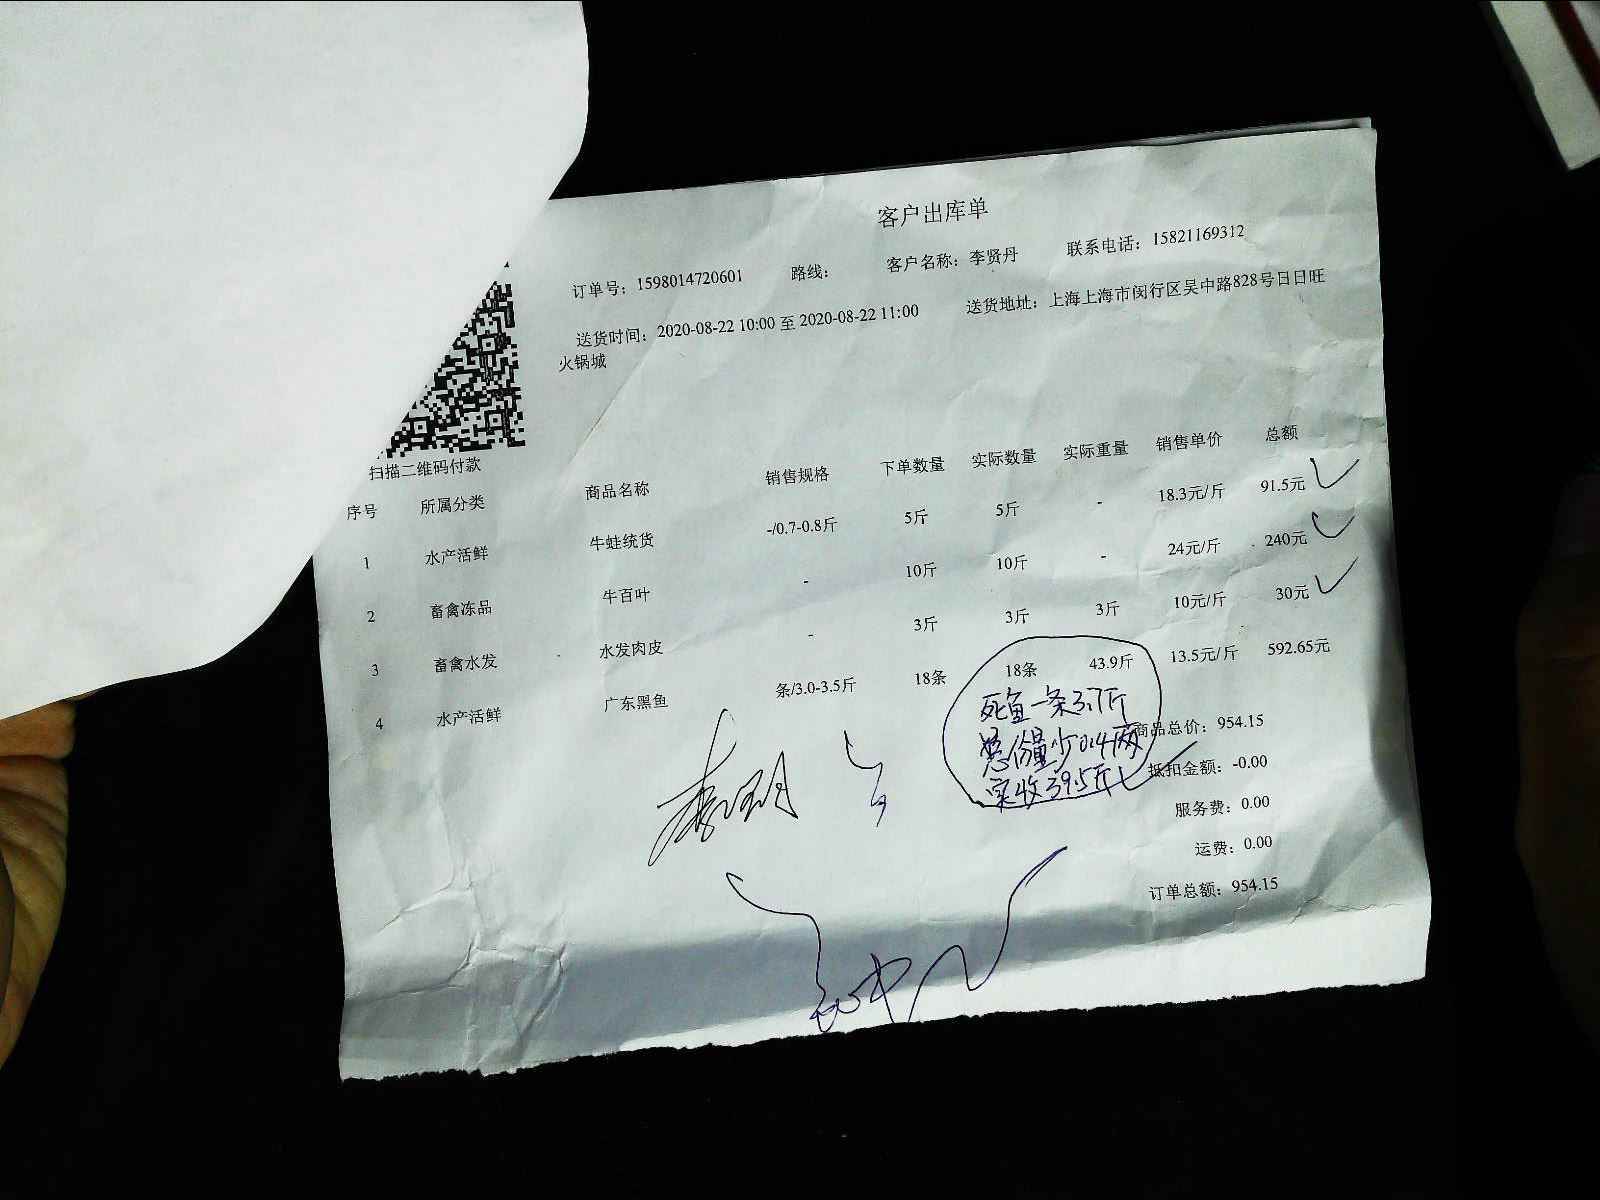 客户出库单
订单号：1598014720601 路线： 客户名称：李贤丹 联系电话：15821169312
送货时间：2020-08-22 10:00 至 2020-08-22 11:00 送货地址：上海上海市闵行区吴中路828号日日旺
火锅城
扫描二维码付款
序号 所属分类 商品名称 销售规格 下单数量 实际数量 实际重量 销售单价 总额
1 水产活鲜 牛蛙统货 -/0.7-0.8斤 5斤 5斤 - 18.3元/斤 91.5元
2 畜禽冻品 牛百叶 - 10斤 10斤 - 24元/斤 240元
3 畜禽水发 水发肉皮 - 3斤 3斤 3斤 10元/斤 30元
4 水产活鲜 广东黑鱼 条/3.0-3.5斤 18条 18条 43.9斤 13.5元/斤 592.65元
死鱼一条3.7斤
总份量少0.4两
实收39.5斤
商品总价：954.15
抵扣金额：-0.00
服务费：0.00
运费：0.00
订单总额：954.15